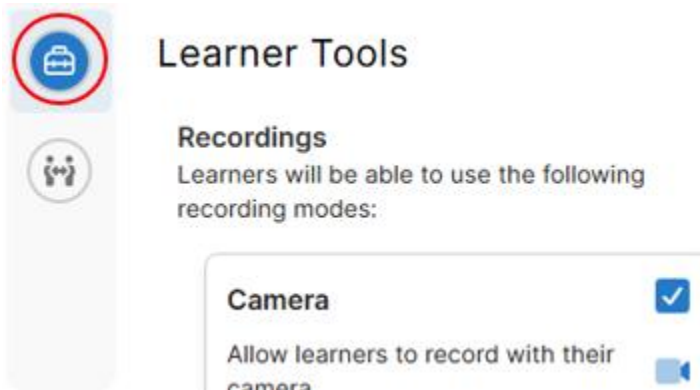 Learner Tools
Recordings
Learners will be able to use the following
recording modes:
Camera
Allow learners to record with their
camera